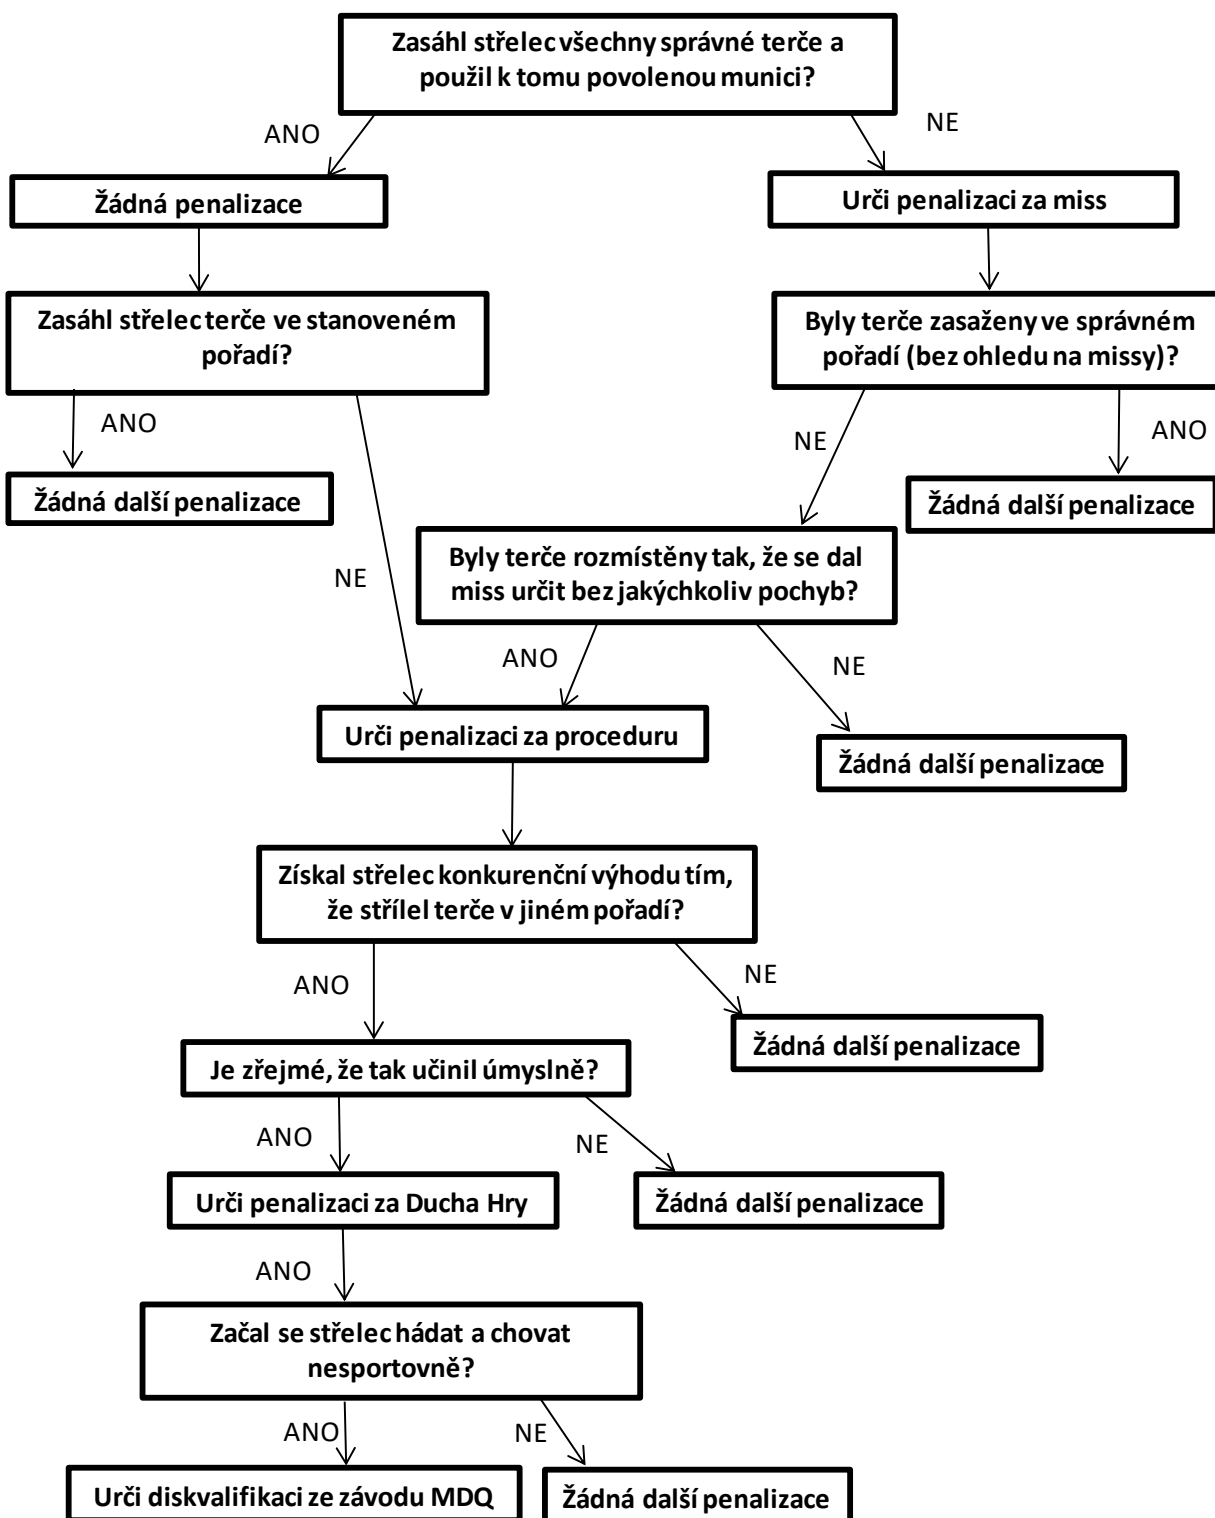 Zasáhl střelec všechny správné terče a
použil k tomu povolenou munici?
ANO
NE
Žádná penalizace
Urči penalizaci za miss
Zasáhl střelec terče ve stanoveném
pořadí?
Byly terče zasaženy ve správném
pořadí (bez ohledu na missy)?
ANO
NE
ANO
Žádná další penalizace
Žádná další penalizace
NE
Byly terče rozmístěny tak, že se dal
miss určit bez jakýchkoliv pochyb?
ANO
NE
Urči penalizaci za proceduru
Žádná další penalizace
Získal střelec konkurenční výhodu tím,
že střílel terče v jiném pořadí?
ANO
NE
Žádná další penalizace
Je zřejmé, že tak učinil úmyslně?
ANO
NE
Urči penalizaci za Ducha Hry
Žádná další penalizace
ANO
Začal se střelec hádat a chovat
nesportovně?
ANO
NE
Urči diskvalifikaci ze závodu MDQ
Žádná další penalizace